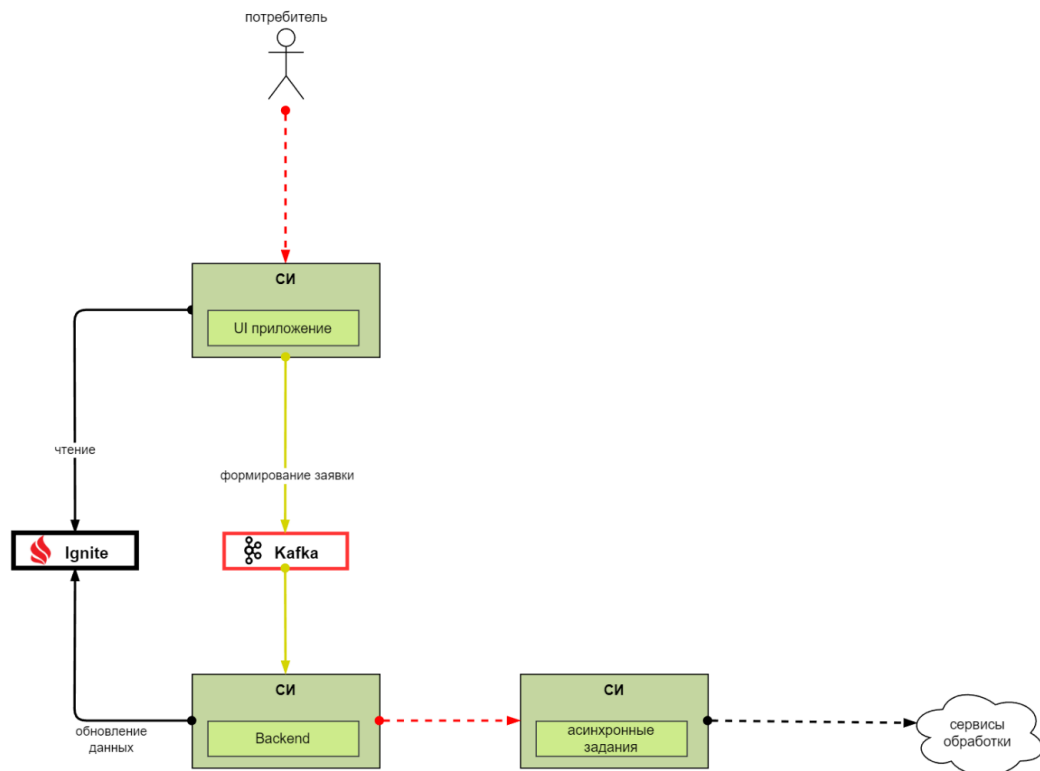 потребитель
СИ
UI приложение
чтение
формирование заявки
Ignite
Kafka
СИ
Backend
обновление
данных
СИ
асинхронные
задания
сервисы
обработки